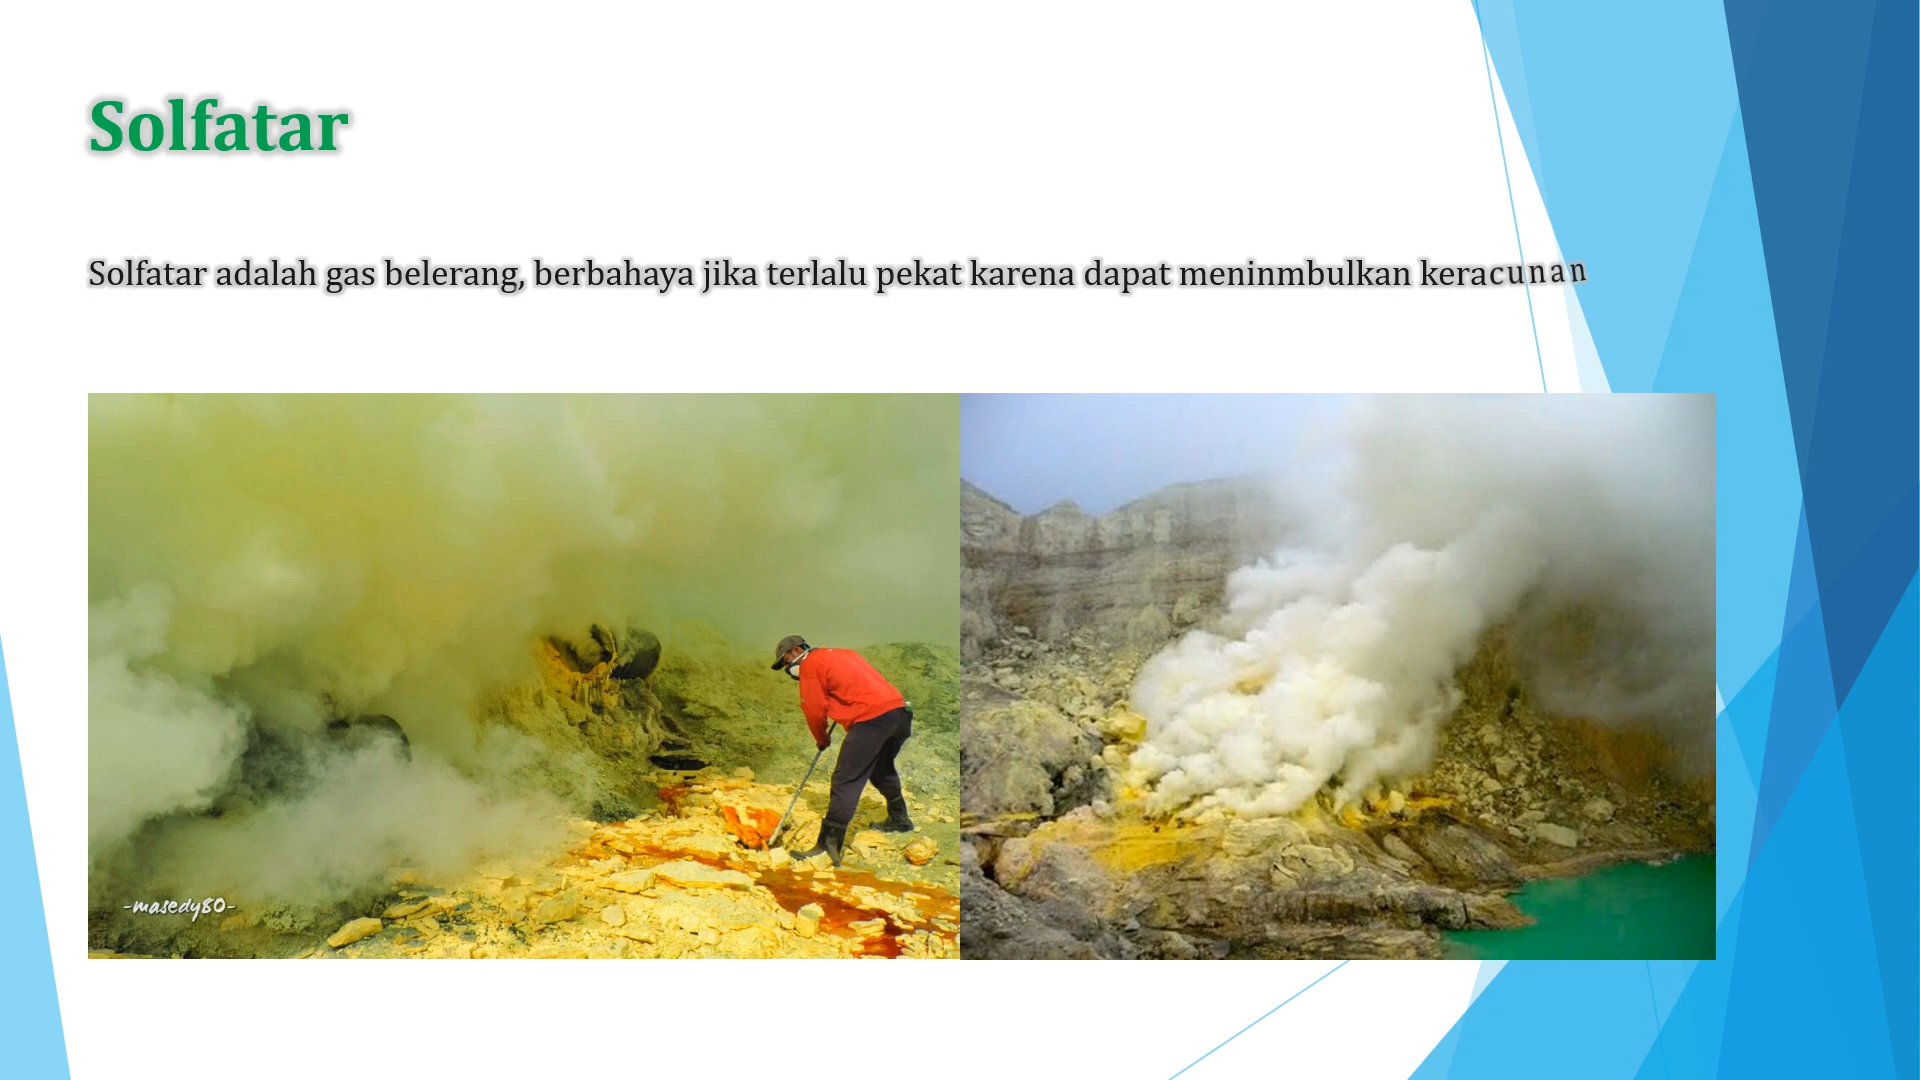 Solfatar
Solfatar adalah gas belerang, berbahaya jika terlalu pekat karena dapat meninmbulkan keracunan
-masedy80-